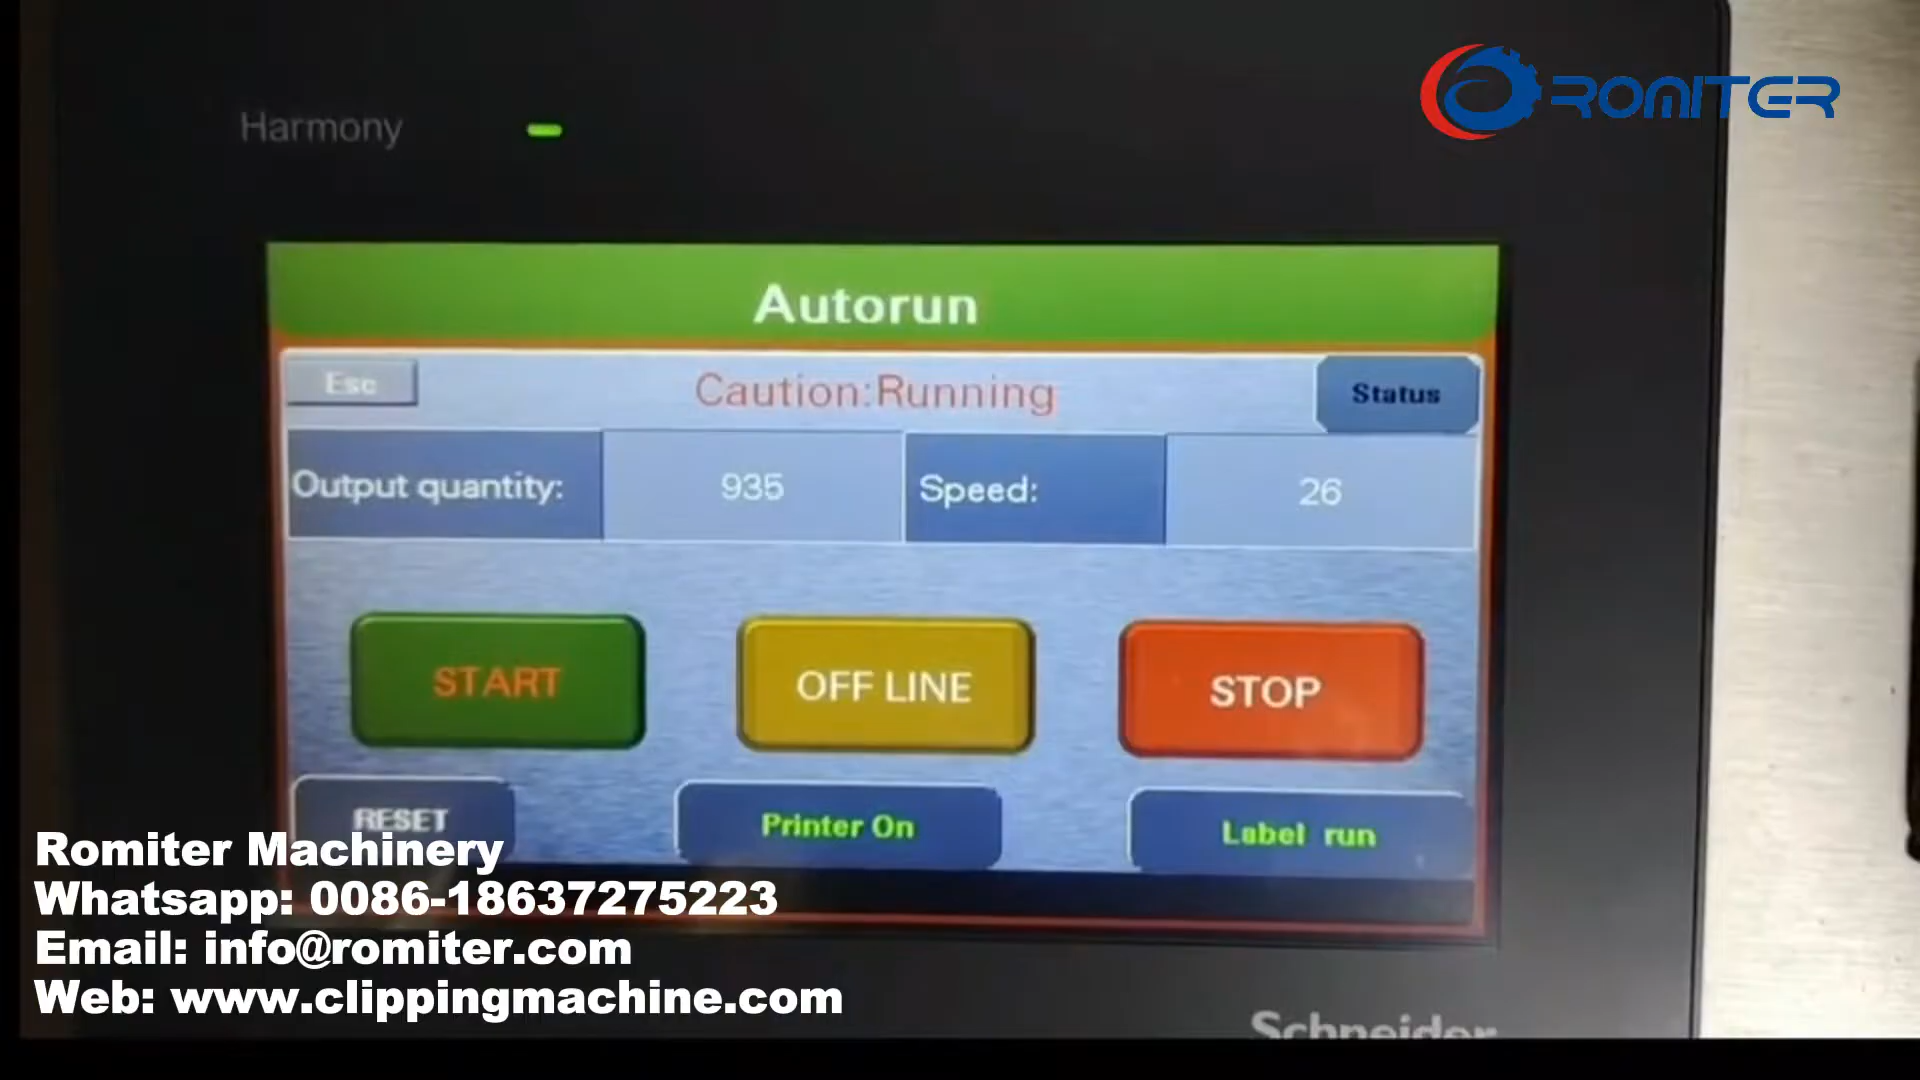 ROMITER
Harmony
Autorun
Esc
Caution:Running
Status
Output quantity:
935
Speed:
26
START
OFF LINE
STOP
RESET
Printer On
Label run
Romiter Machinery
Whatsapp: 0086-18637275223
Email: info@romiter.com
Web: www.clippingmachine.com
Schneider